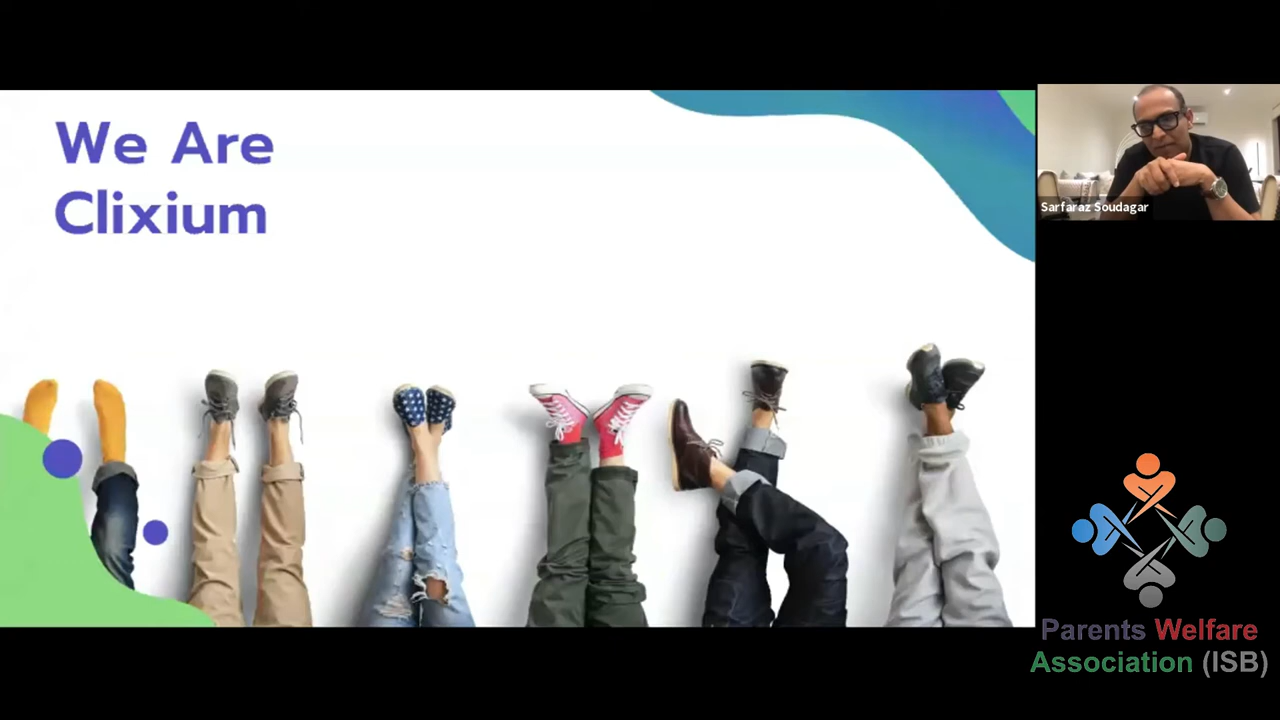 We Are
Clixium
Sarfaraz Soudagar
Parents Welfare
Association (ISB)